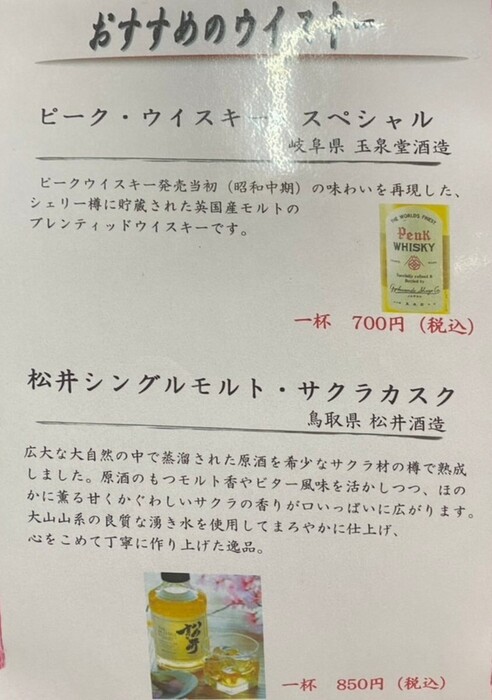 おすすめのウイスキー
ピーク・ウイスキー スペシャル
岐阜県 玉泉堂酒造
ピークウイスキー発売当初(昭和中期)の味わいを再現した、
シェリー樽に貯蔵された英国産モルトの
ブレンティッドウイスキーです。
THE WORLD'S FINEST
Peak
WHISKY
一杯 700円(税込)
松井シングルモルト・サクラカスク
鳥取県 松井酒造
広大な大自然の中で蒸溜された原酒を希少なサクラ材の樽で熟成
しました。原酒のもつモルト香やビター風味を活かしつつ、ほの
かに薫る甘くかぐわしいサクラの香りが口いっぱいに広がります。
大山山系の良質な湧き水を使用してまろやかに仕上げ、
心をこめて丁寧に作り上げた逸品。
松井
一杯 850円(税込)